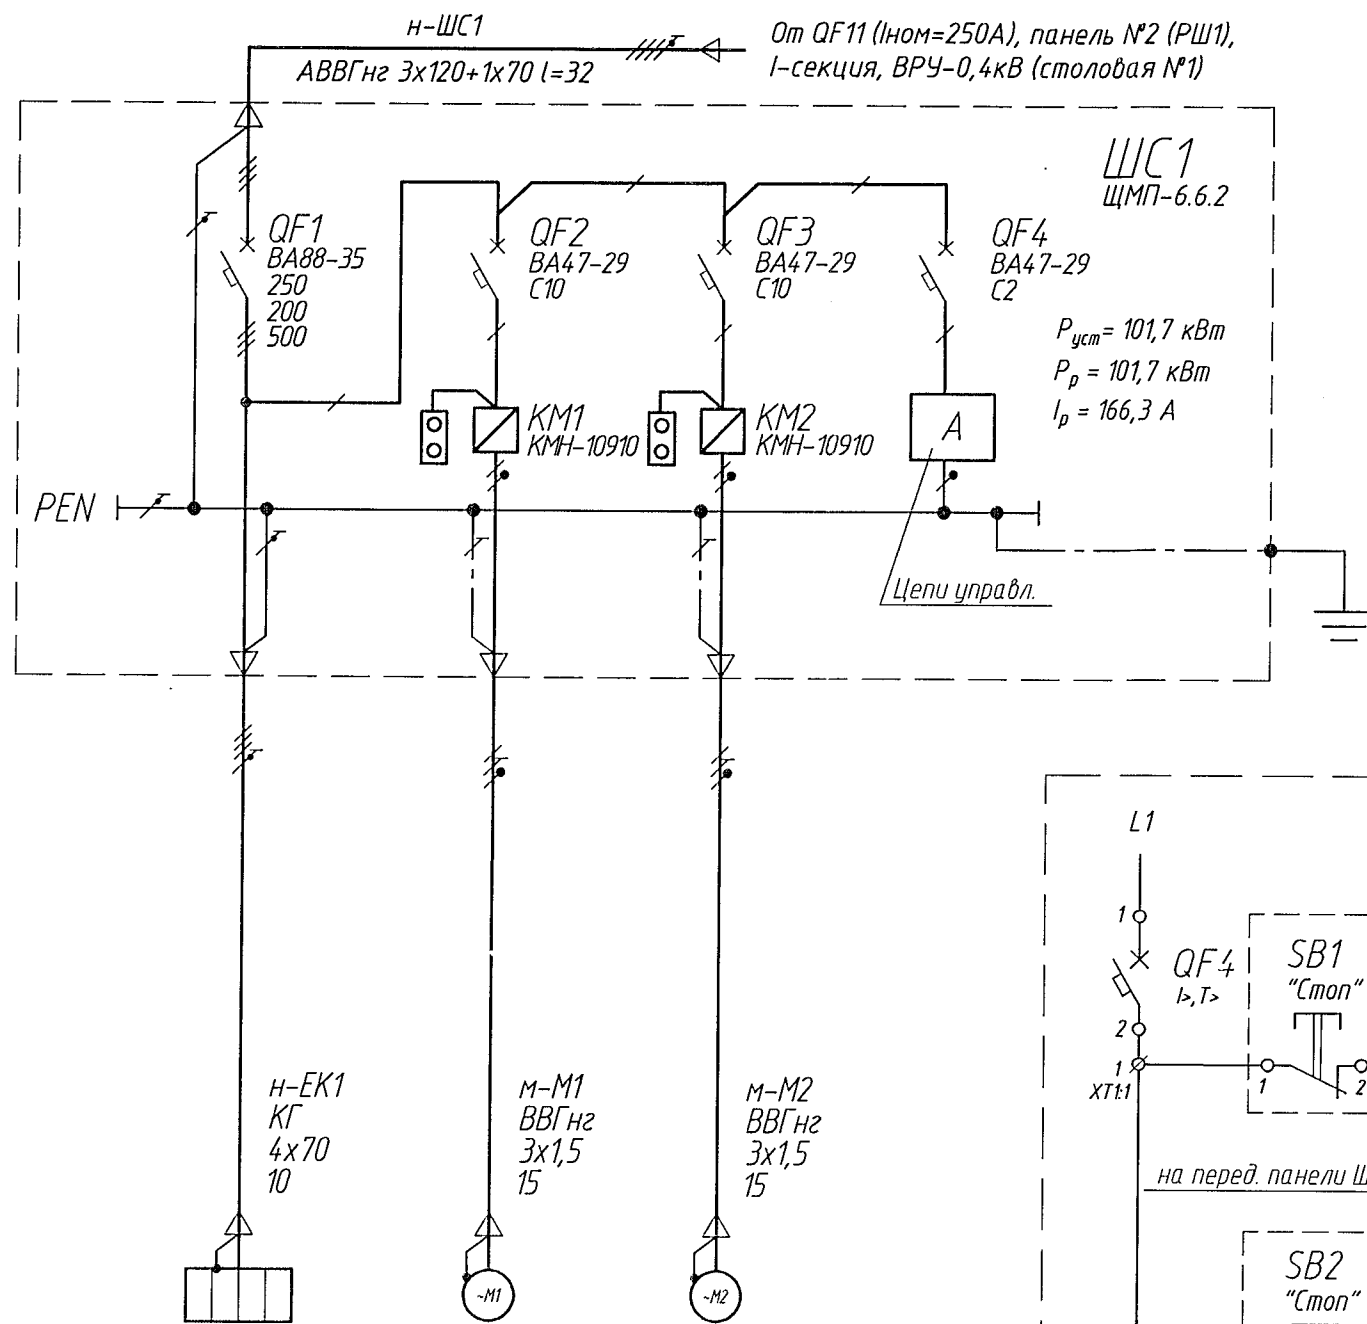 н-ШС1
АВВГнг 3х120+1х70 l=32
От QF11 (Iном=250А), панель №2 (РШ1),
I-секция, ВРУ-0,4кВ (столовая №1)
ШС1
ЩМП-6.6.2
QF1
ВА88-35
250
200
500
QF2
ВА47-29
С10
QF3
ВА47-29
С10
QF4
ВА47-29
С2
Pуст= 101,7 кВт
Pр = 101,7 кВт
Iр = 166,3 А
КМ1
КМН-10910
КМ2
КМН-10910
А
PEN
Цепи управл.
L1
1
QF4
I>,T>
2
1
XT1:1
SB1
"Стоп"
1
2
на перед. панели Ш
SB2
"Стоп"
н-ЕК1
КГ
4х70
10
м-М1
ВВГнг
3х1,5
15
м-М2
ВВГнг
3х1,5
15
~М1
~М2